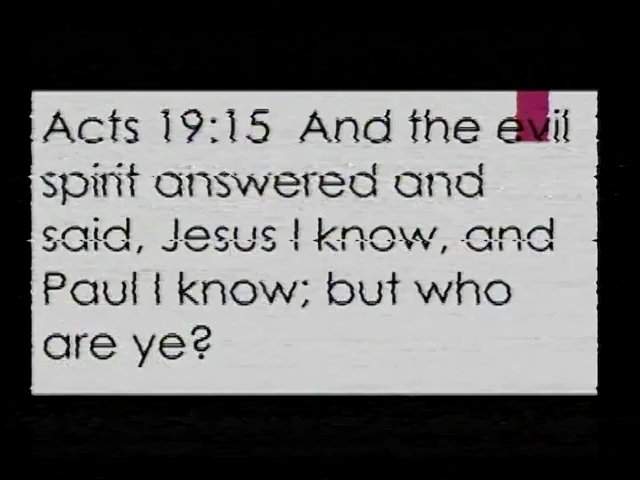 Acts 19:15 And the evil
spirit answered and
said, Jesus I know, and
Paul I know; but who
are ye?